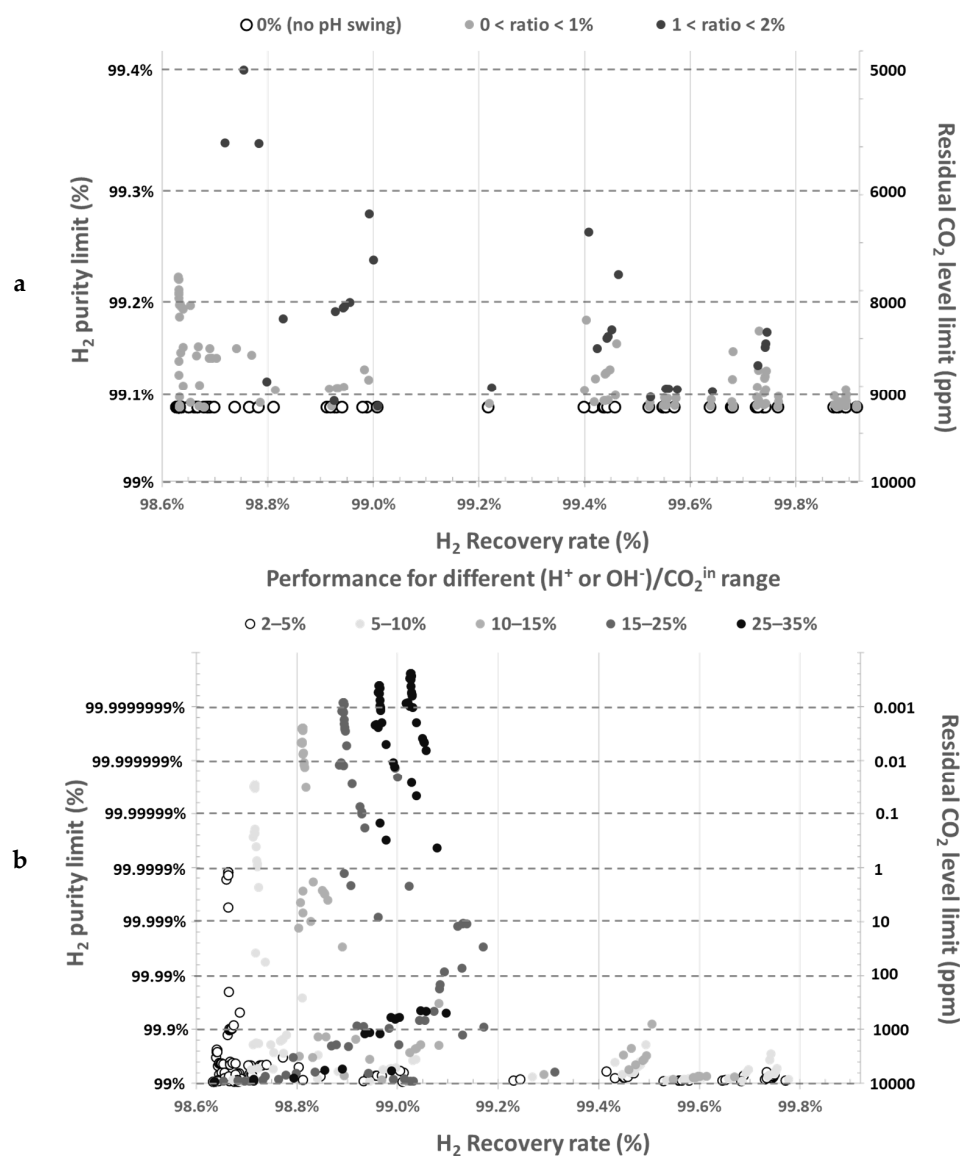 0% (no pH swing) 0 < ratio < 1% 1 < ratio < 2%
a
H₂ purity limit (%)
99.4%
99.3%
99.2%
99.1%
99%
5000
6000
8000
9000
10000
Residual CO₂ level limit (ppm)
98.6% 98.8% 99.0% 99.2% 99.4% 99.6% 99.8%
H₂ Recovery rate (%)
Performance for different (H⁺ or OH⁻)/CO₂ⁱⁿ range
2–5% 5–10% 10–15% 15–25% 25–35%
b
H₂ purity limit (%)
99.9999999%
99.999999%
99.99999%
99.9999%
99.999%
99.99%
99.9%
99%
0.001
0.01
0.1
1
10
100
1000
10000
Residual CO₂ level limit (ppm)
98.6% 98.8% 99.0% 99.2% 99.4% 99.6% 99.8%
H₂ Recovery rate (%)